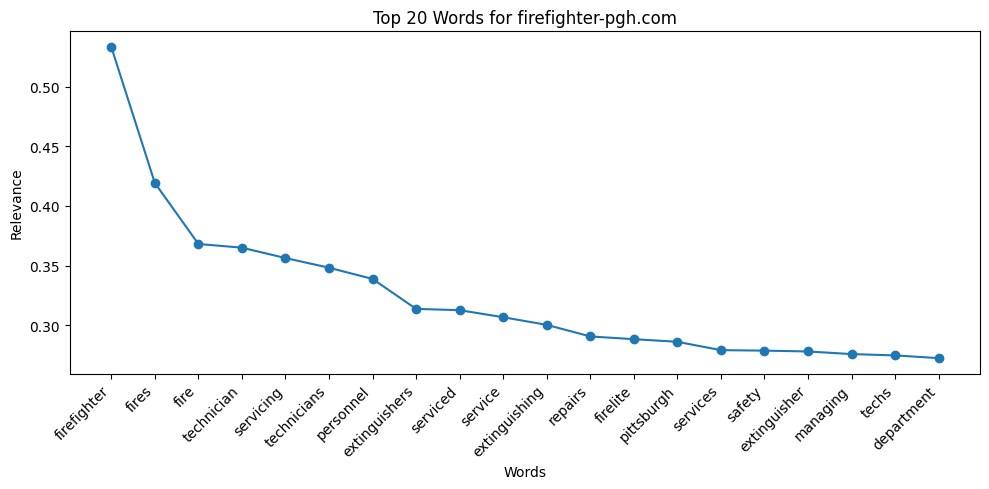 Top 20 Words for firefighter-pgh.com
Relevance
0.50
0.45
0.40
0.35
0.30
firefighter
fires
fire
technician
servicing
technicians
personnel
extinguishers
serviced
service
extinguishing
repairs
firelite
pittsburgh
services
safety
extinguisher
managing
techs
department
Words